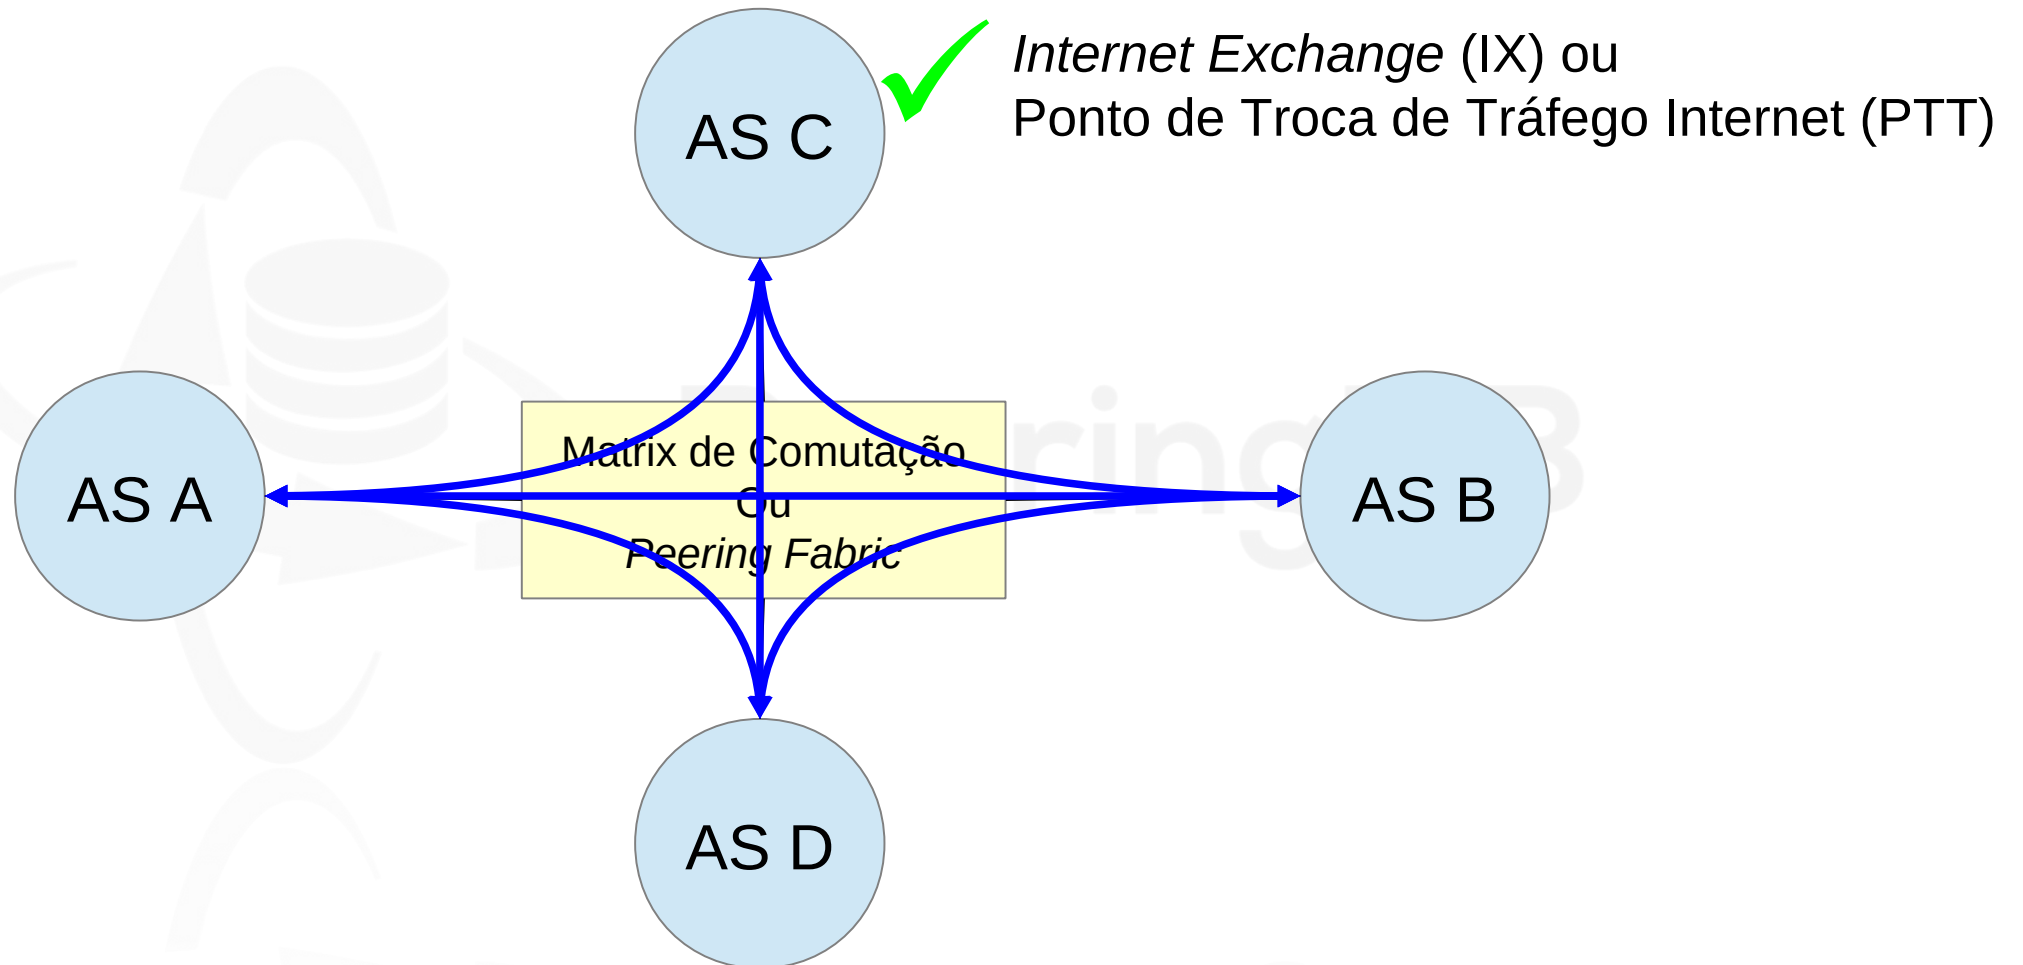 Internet Exchange (IX) ou
Ponto de Troca de Tráfego Internet (PTT)
AS C
AS A
Matrix de Comutação
Ou
Peering Fabric
AS B
AS D